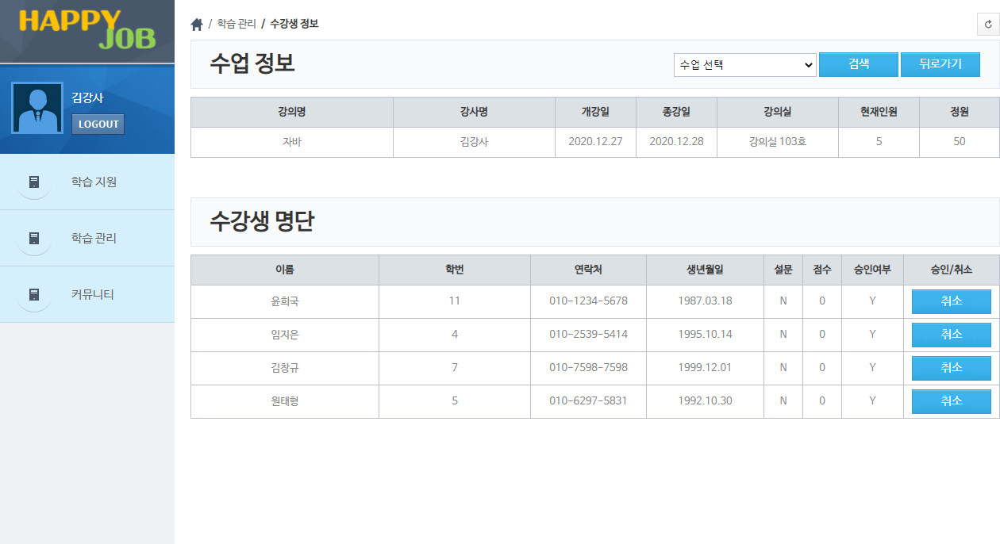 HAPPY
JOB
김강사
LOGOUT
학습 지원
학습 관리
커뮤니티
/ 학습 관리 / 수강생 정보
수업 정보
수업 선택 검색 뒤로가기
강의명 강사명 개강일 종강일 강의실 현재인원 정원
자바 김강사 2020.12.27 2020.12.28 강의실 103호 5 50
수강생 명단
이름 학번 연락처 생년월일 설문 점수 승인여부 승인/취소
윤희국 11 010-1234-5678 1987.03.18 N 0 Y 취소
임지은 4 010-2539-5414 1995.10.14 N 0 Y 취소
김창규 7 010-7598-7598 1999.12.01 N 0 Y 취소
원태형 5 010-6297-5831 1992.10.30 N 0 Y 취소